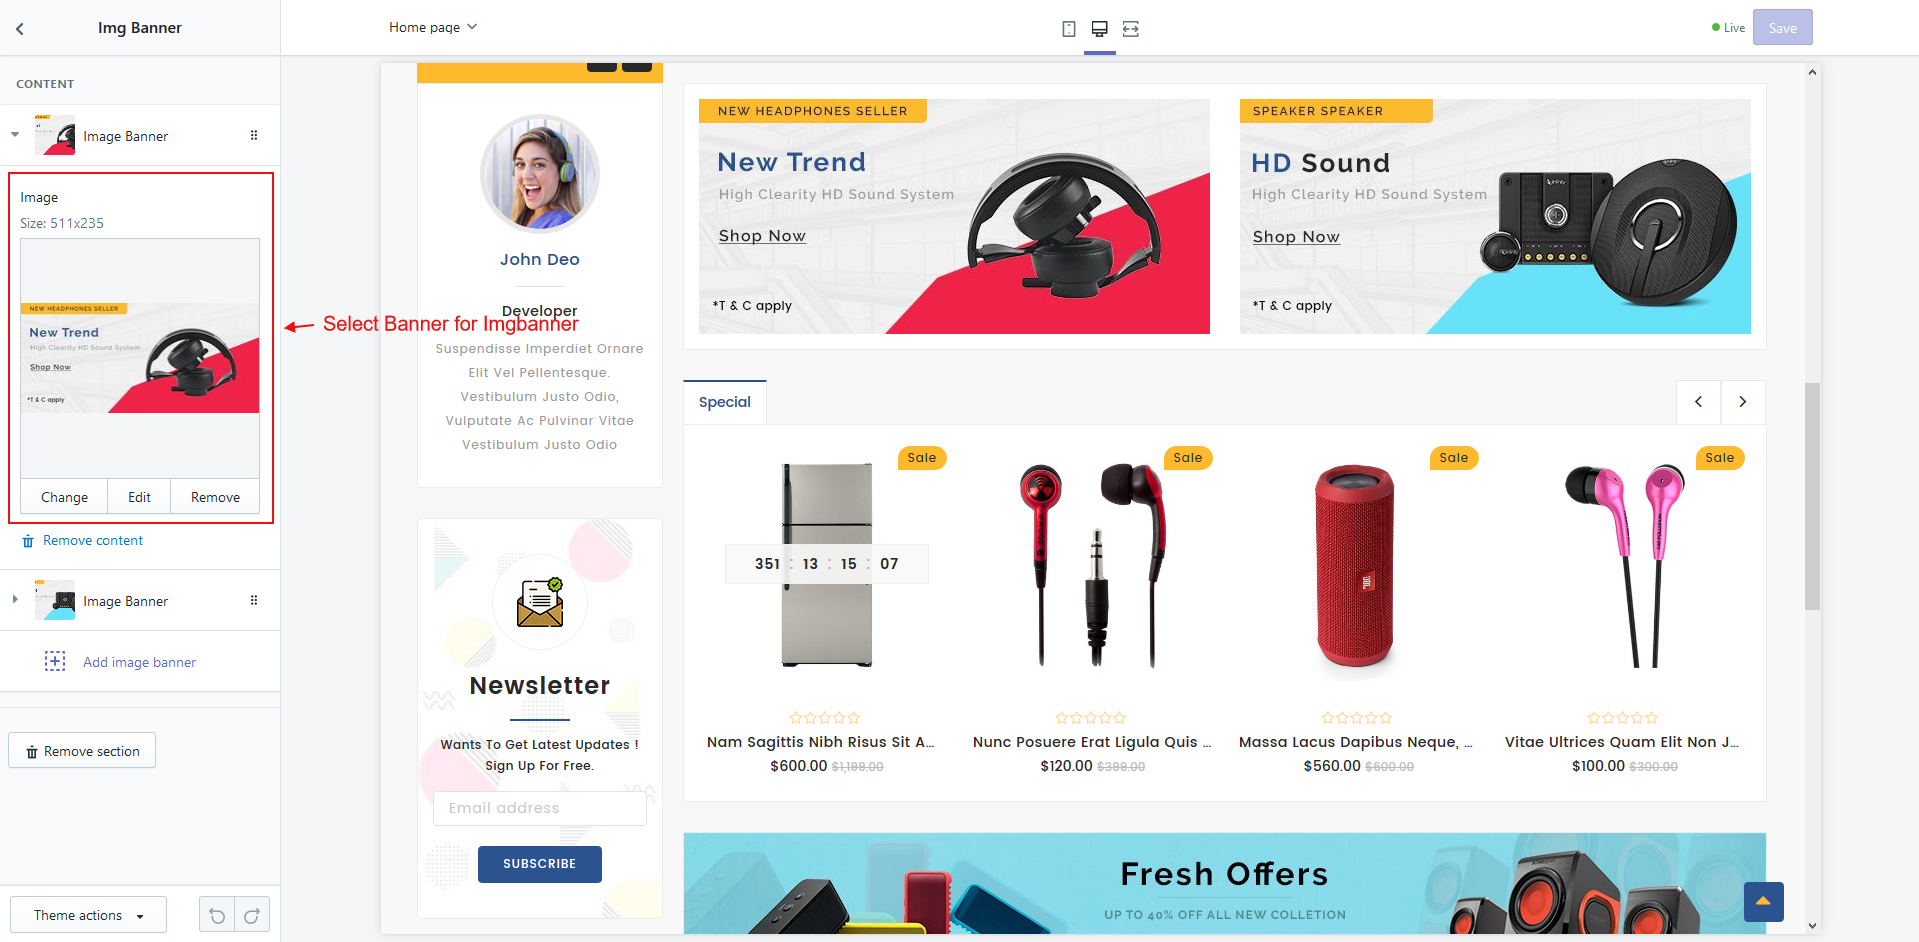 Img Banner
Home page
Live
Save
CONTENT
Image Banner
Image
Size: 511x235
NEW HEADPHONES SELLER
New Trend
High Clearity HD Sound System
Shop Now
*T & C apply
Change
Edit
Remove
Remove content
Image Banner
Add image banner
Remove section
Theme actions
Select Banner for Imgbanner
John Deo
Developer
Suspendisse Imperdiet Ornare
Elit Vel Pellentesque.
Vestibulum Justo Odio,
Vulputate Ac Pulvinar Vitae
Vestibulum Justo Odio
Newsletter
Wants To Get Latest Updates !
Sign Up For Free.
Email address
SUBSCRIBE
NEW HEADPHONES SELLER
New Trend
High Clearity HD Sound System
Shop Now
*T & C apply
SPEAKER SPEAKER
HD Sound
High Clearity HD Sound System
Shop Now
*T & C apply
Infinity
Special
Sale
351 : 13 : 15 : 07
Nam Sagittis Nibh Risus Sit A...
$600.00 $1,199.00
Sale
Nunc Posuere Erat Ligula Quis ...
$120.00 $399.00
Sale
JBL
Massa Lacus Dapibus Neque, ...
$560.00 $600.00
Sale
Vitae Ultrices Quam Elit Non J...
$100.00 $300.00
Fresh Offers
UP TO 40% OFF ALL NEW COLLETION